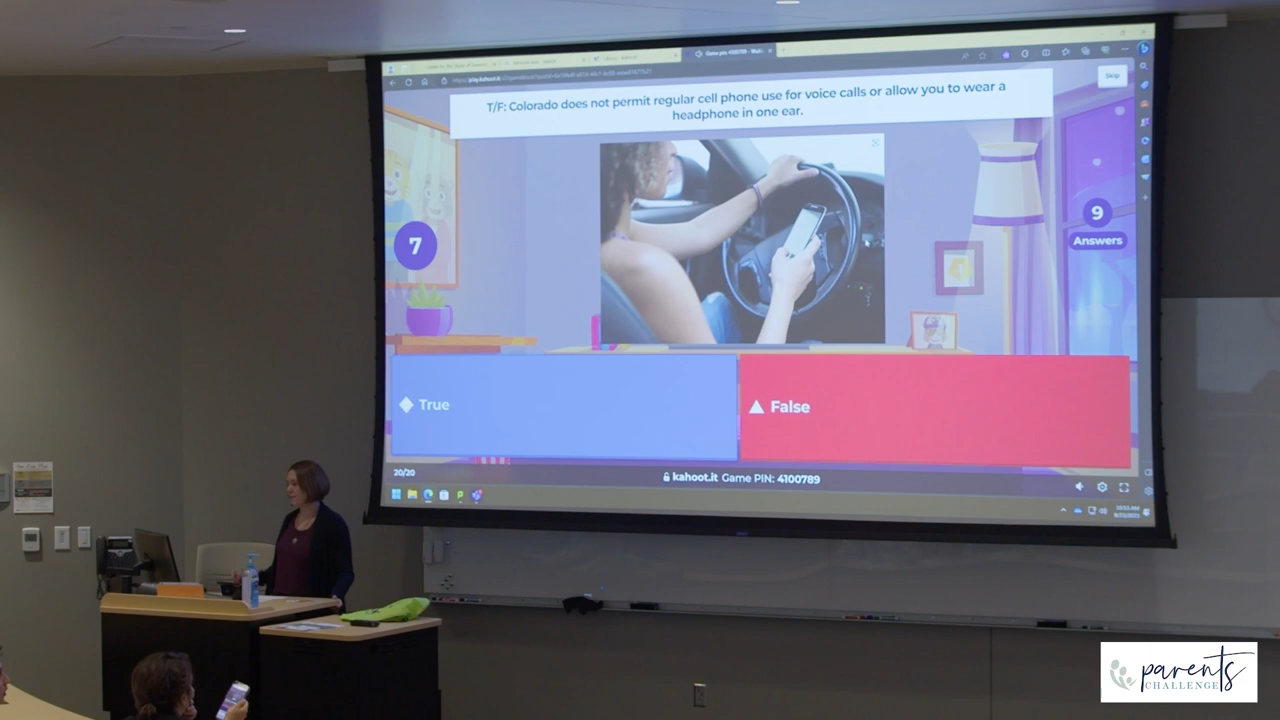 Skip
T/F: Colorado does not permit regular cell phone use for voice calls or allow you to wear a
headphone in one ear.
7
9
Answers
True
False
20/20
kahoot.it Game PIN: 4100789
parents
CHALLENGE